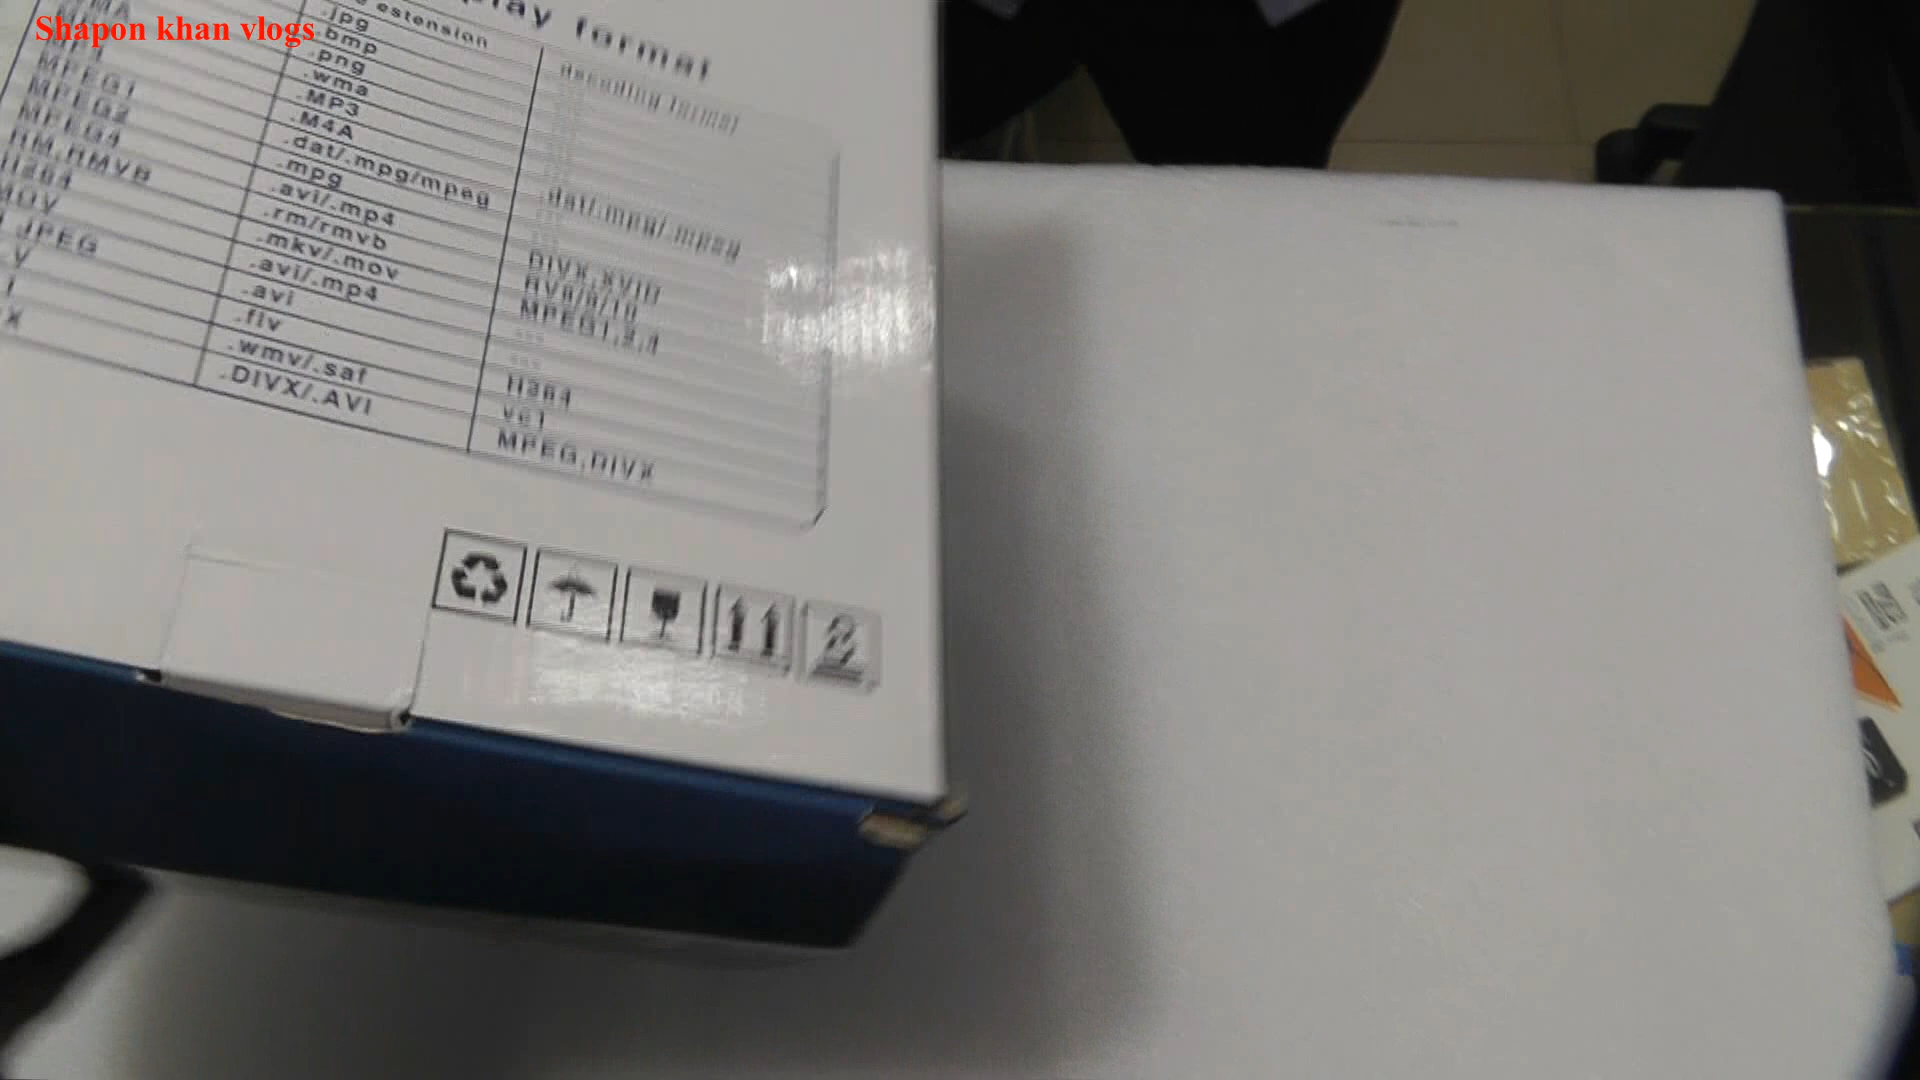 Shapon khan vlogs
play format
estension
decoding format
.jpg
.bmp
.png
.wma
MPEG1
.MP3
MPEG2
.M4A
MPEG4
.dat/.mpg/mpeg
.dat/.mpg/.mpeg
RM,RMVB
.mpg
H264
.avi/.mp4
DIVX,XVID
MOV
.rm/rmvb
RV8/9/10
JPEG
.mkv/.mov
MPEG1,2,4
V
.avi/.mp4
.avi
H264
X
.flv
VC1
.wmv/.saf
MPEG,DIVX
.DIVX/.AVI